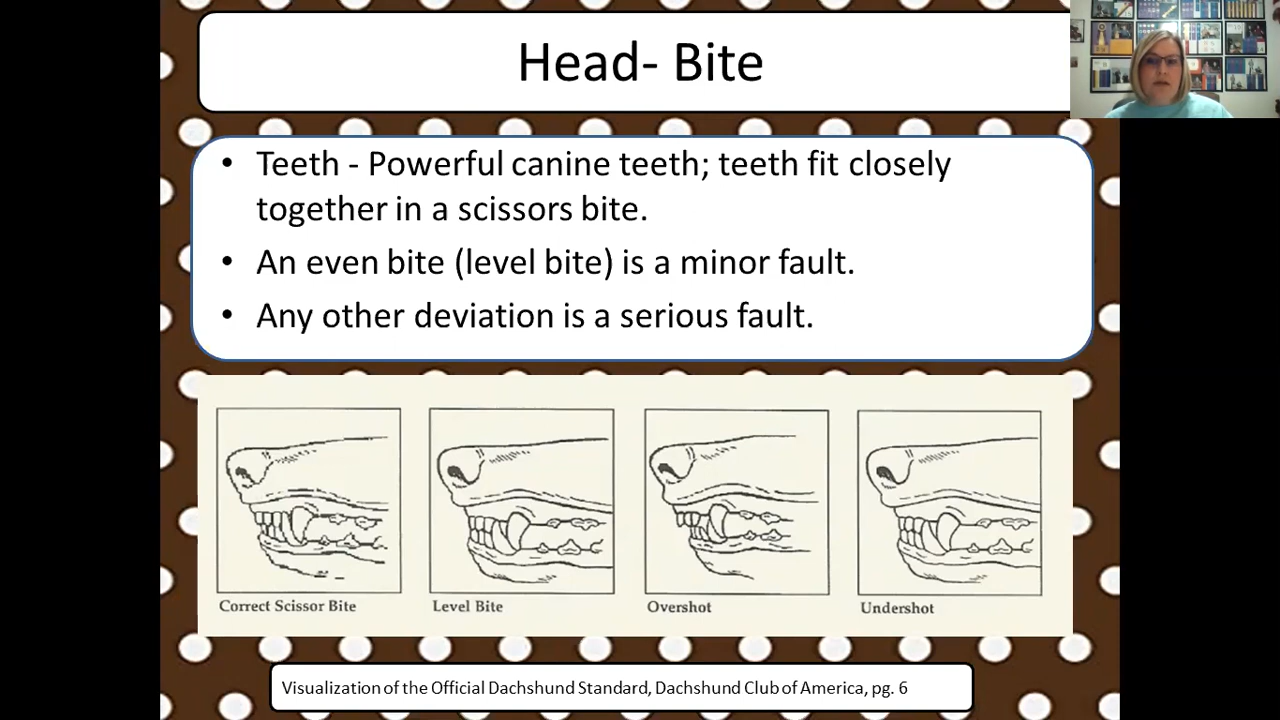 Head- Bite
• Teeth - Powerful canine teeth; teeth fit closely
together in a scissors bite.
• An even bite (level bite) is a minor fault.
• Any other deviation is a serious fault.
Correct Scissor Bite
Level Bite
Overshot
Undershot
Visualization of the Official Dachshund Standard, Dachshund Club of America, pg. 6